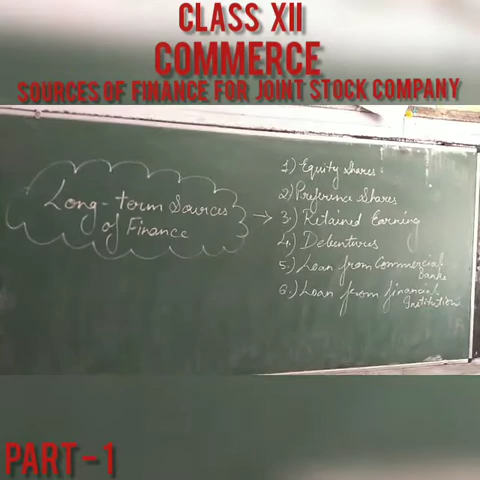 CLASS XII
COMMERCE
SOURCES OF FINANCE FOR JOINT STOCK COMPANY
Long-term Sources
of Finance
→
1) Equity Shares
2) Preference Shares
3) Retained Earning
4.) Debentures
5.) Loan from Commercial
Banks
6.) Loan from financial
Institution
PART-1